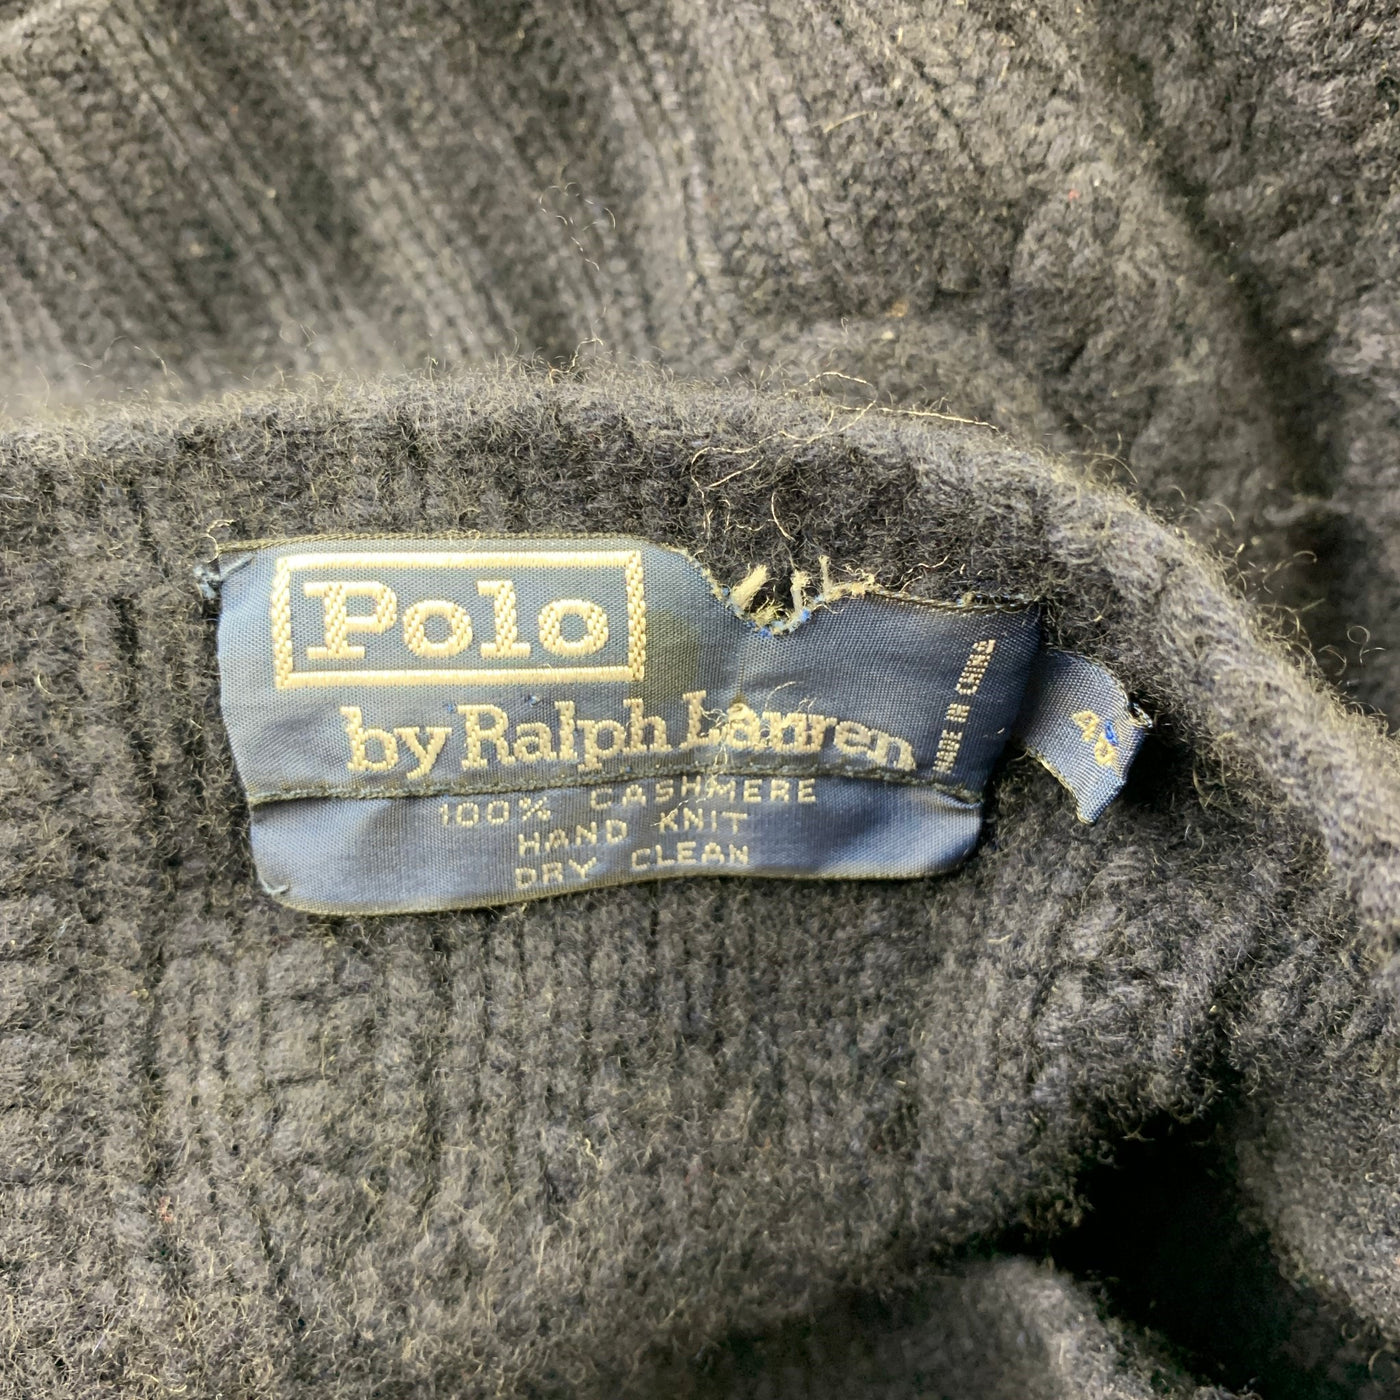 Polo
by Ralph Lauren
MADE IN CHINA
100% CASHMERE
HAND KNIT
DRY CLEAN